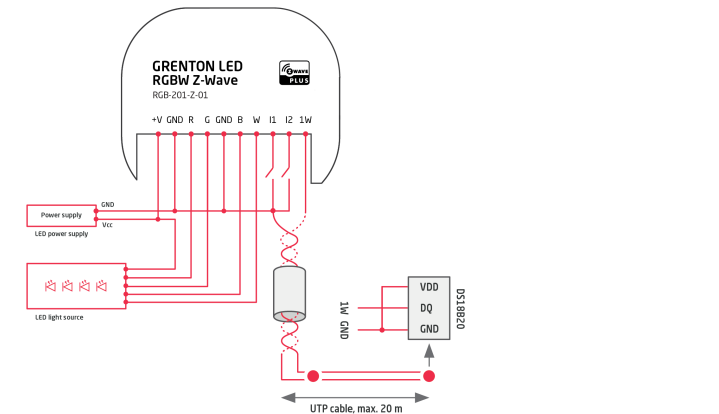 GRENTON LED
RGBW Z-Wave
RGB-201-Z-01
Z WAVE
PLUS
+V GND R G GND B W I1 I2 1W
GND
Power supply
Vcc
LED power supply
LED light source
1W GND
VDD
DQ
GND
DS18B20
UTP cable, max. 20 m